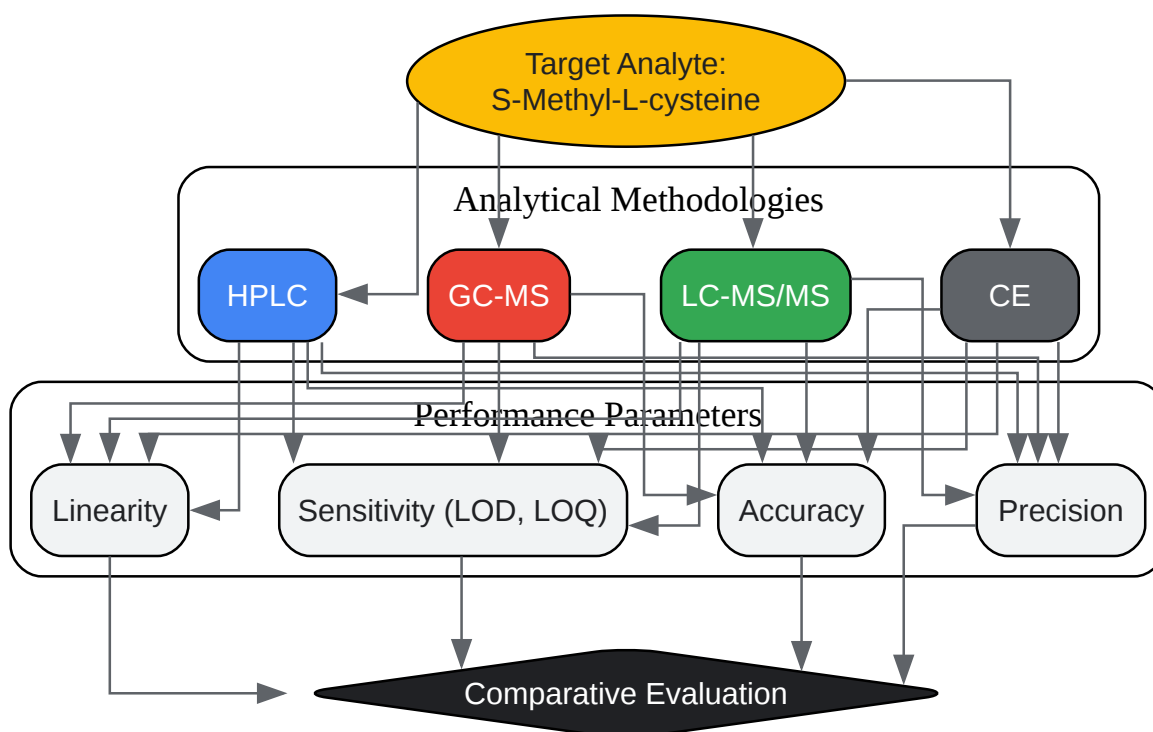 Target Analyte:
S-Methyl-L-cysteine
Analytical Methodologies
HPLC
GC-MS
LC-MS/MS
CE
Performance Parameters
Linearity
Sensitivity (LOD, LOQ)
Accuracy
Precision
Comparative Evaluation